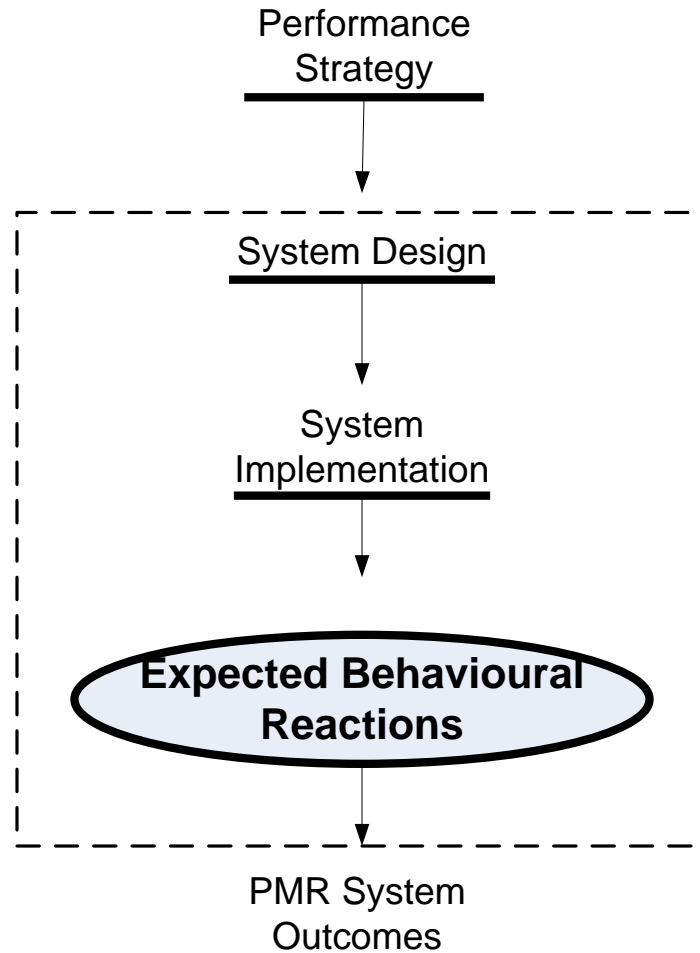 Performance
Strategy
System Design
System
Implementation
Expected Behavioural
Reactions
PMR System
Outcomes